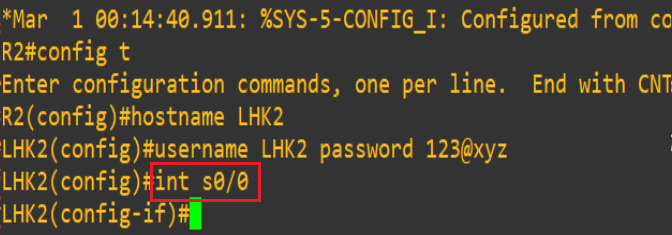 *Mar  1 00:14:40.911: %SYS-5-CONFIG_I: Configured from co
R2#config t
Enter configuration commands, one per line.  End with CNT
R2(config)#hostname LHK2
LHK2(config)#username LHK2 password 123@xyz
LHK2(config)#int s0/0
LHK2(config-if)#